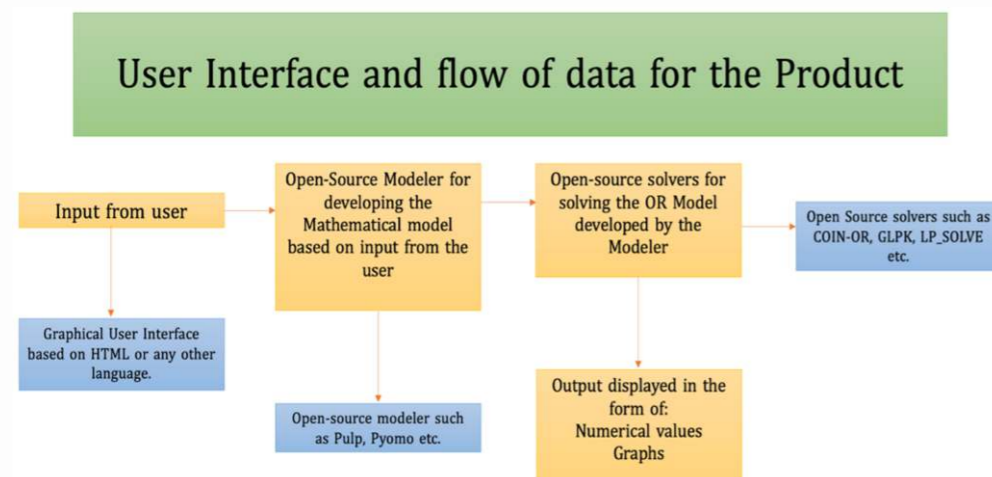 User Interface and flow of data for the Product
Input from user
Open-Source Modeler for
developing the
Mathematical model
based on input from the
user
Open-source solvers for
solving the OR Model
developed by the
Modeler
Open Source solvers such as
COIN-OR, GLPK, LP_SOLVE
etc.
Graphical User Interface
based on HTML or any other
language.
Open-source modeler such
as Pulp, Pyomo etc.
Output displayed in the
form of:
Numerical values
Graphs